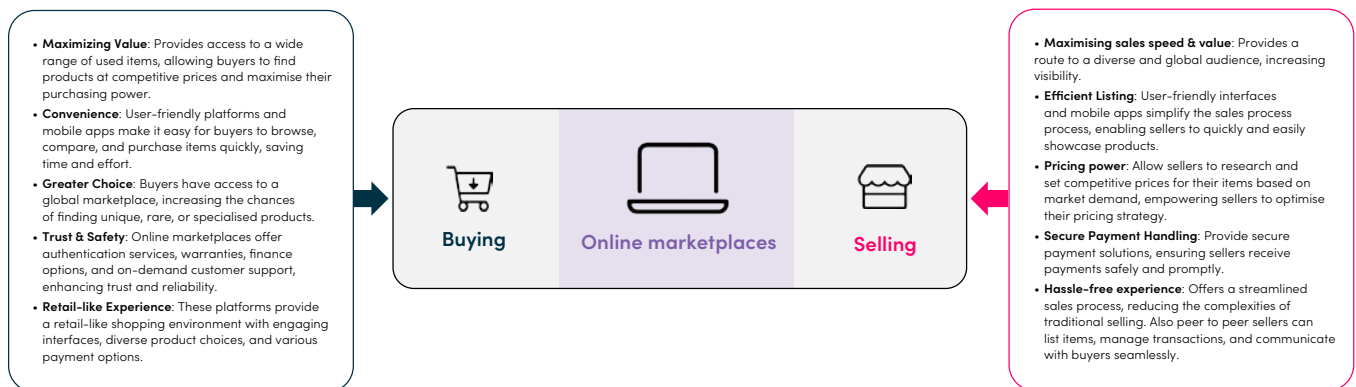 • Maximizing Value: Provides access to a wide
range of used items, allowing buyers to find
products at competitive prices and maximise their
purchasing power.
• Convenience: User-friendly platforms and
mobile apps make it easy for buyers to browse,
compare, and purchase items quickly, saving
time and effort.
• Greater Choice: Buyers have access to a
global marketplace, increasing the chances
of finding unique, rare, or specialised products.
• Trust & Safety: Online marketplaces offer
authentication services, warranties, finance
options, and on-demand customer support,
enhancing trust and reliability.
• Retail-like Experience: These platforms provide
a retail-like shopping environment with engaging
interfaces, diverse product choices, and various
payment options.
Buying
Online marketplaces
Selling
• Maximising sales speed & value: Provides a
route to a diverse and global audience, increasing
visibility.
• Efficient Listing: User-friendly interfaces
and mobile apps simplify the sales process
process, enabling sellers to quickly and easily
showcase products.
• Pricing power: Allow sellers to research and
set competitive prices for their items based on
market demand, empowering sellers to optimise
their pricing strategy.
• Secure Payment Handling: Provide secure
payment solutions, ensuring sellers receive
payments safely and promptly.
• Hassle-free experience: Offers a streamlined
sales process, reducing the complexities of
traditional selling. Also peer to peer sellers can
list items, manage transactions, and communicate
with buyers seamlessly.